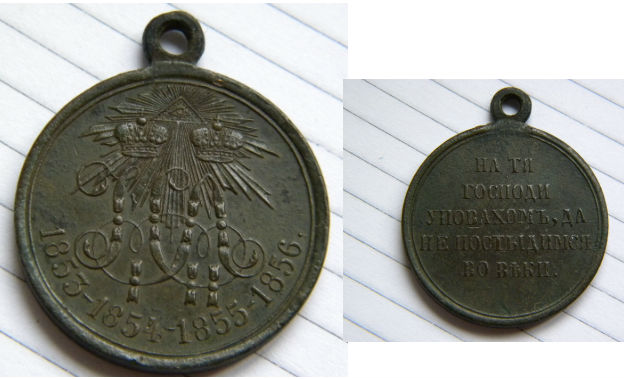 1853-1854-1855-1856.
НА ТЯ
ГОСПОДИ
УПОВАХОМЪ, ДА
НЕ ПОСТЫДИМСЯ
ВО ВѢКИ.